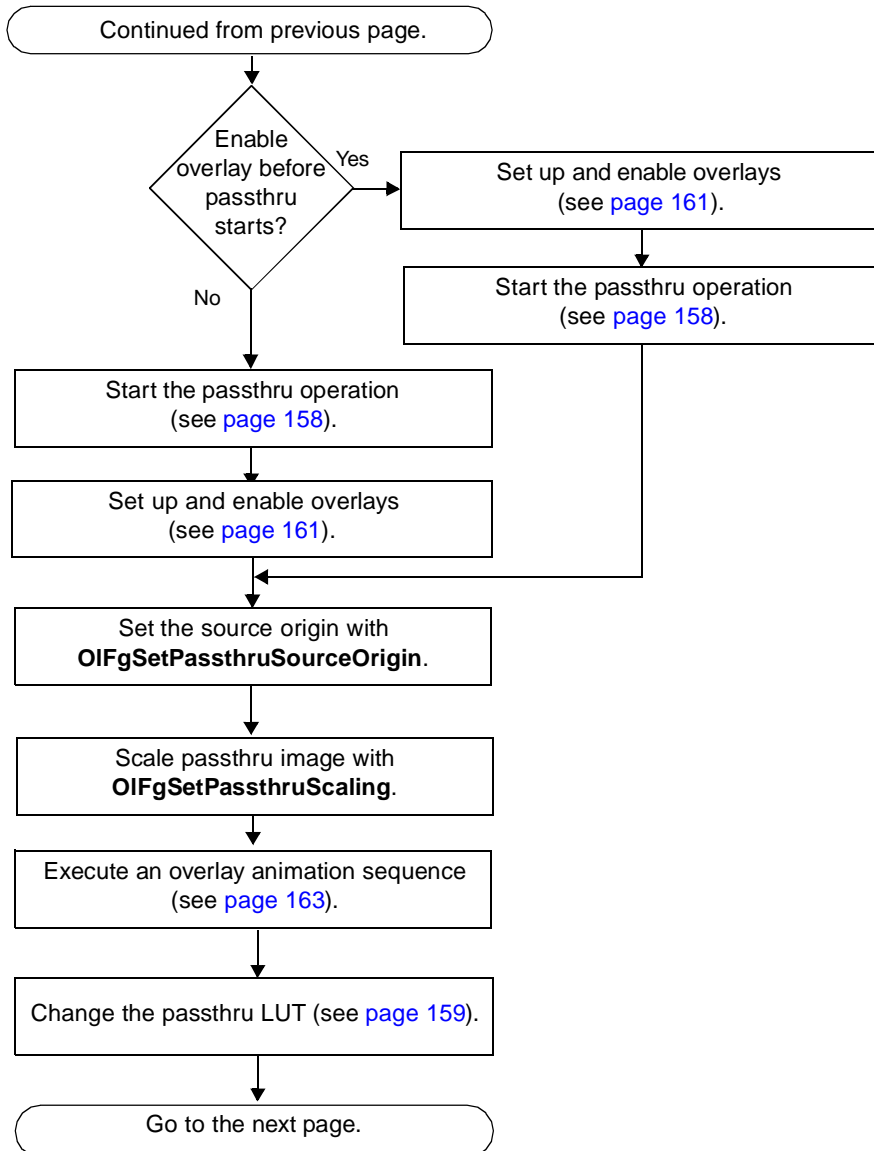 Continued from previous page.
Enable
overlay before
passthru
starts?
Yes
Set up and enable overlays
(see page 161).
Start the passthru operation
(see page 158).
No
Start the passthru operation
(see page 158).
Set up and enable overlays
(see page 161).
Set the source origin with
OlFgSetPassthruSourceOrigin.
Scale passthru image with
OlFgSetPassthruScaling.
Execute an overlay animation sequence
(see page 163).
Change the passthru LUT (see page 159).
Go to the next page.